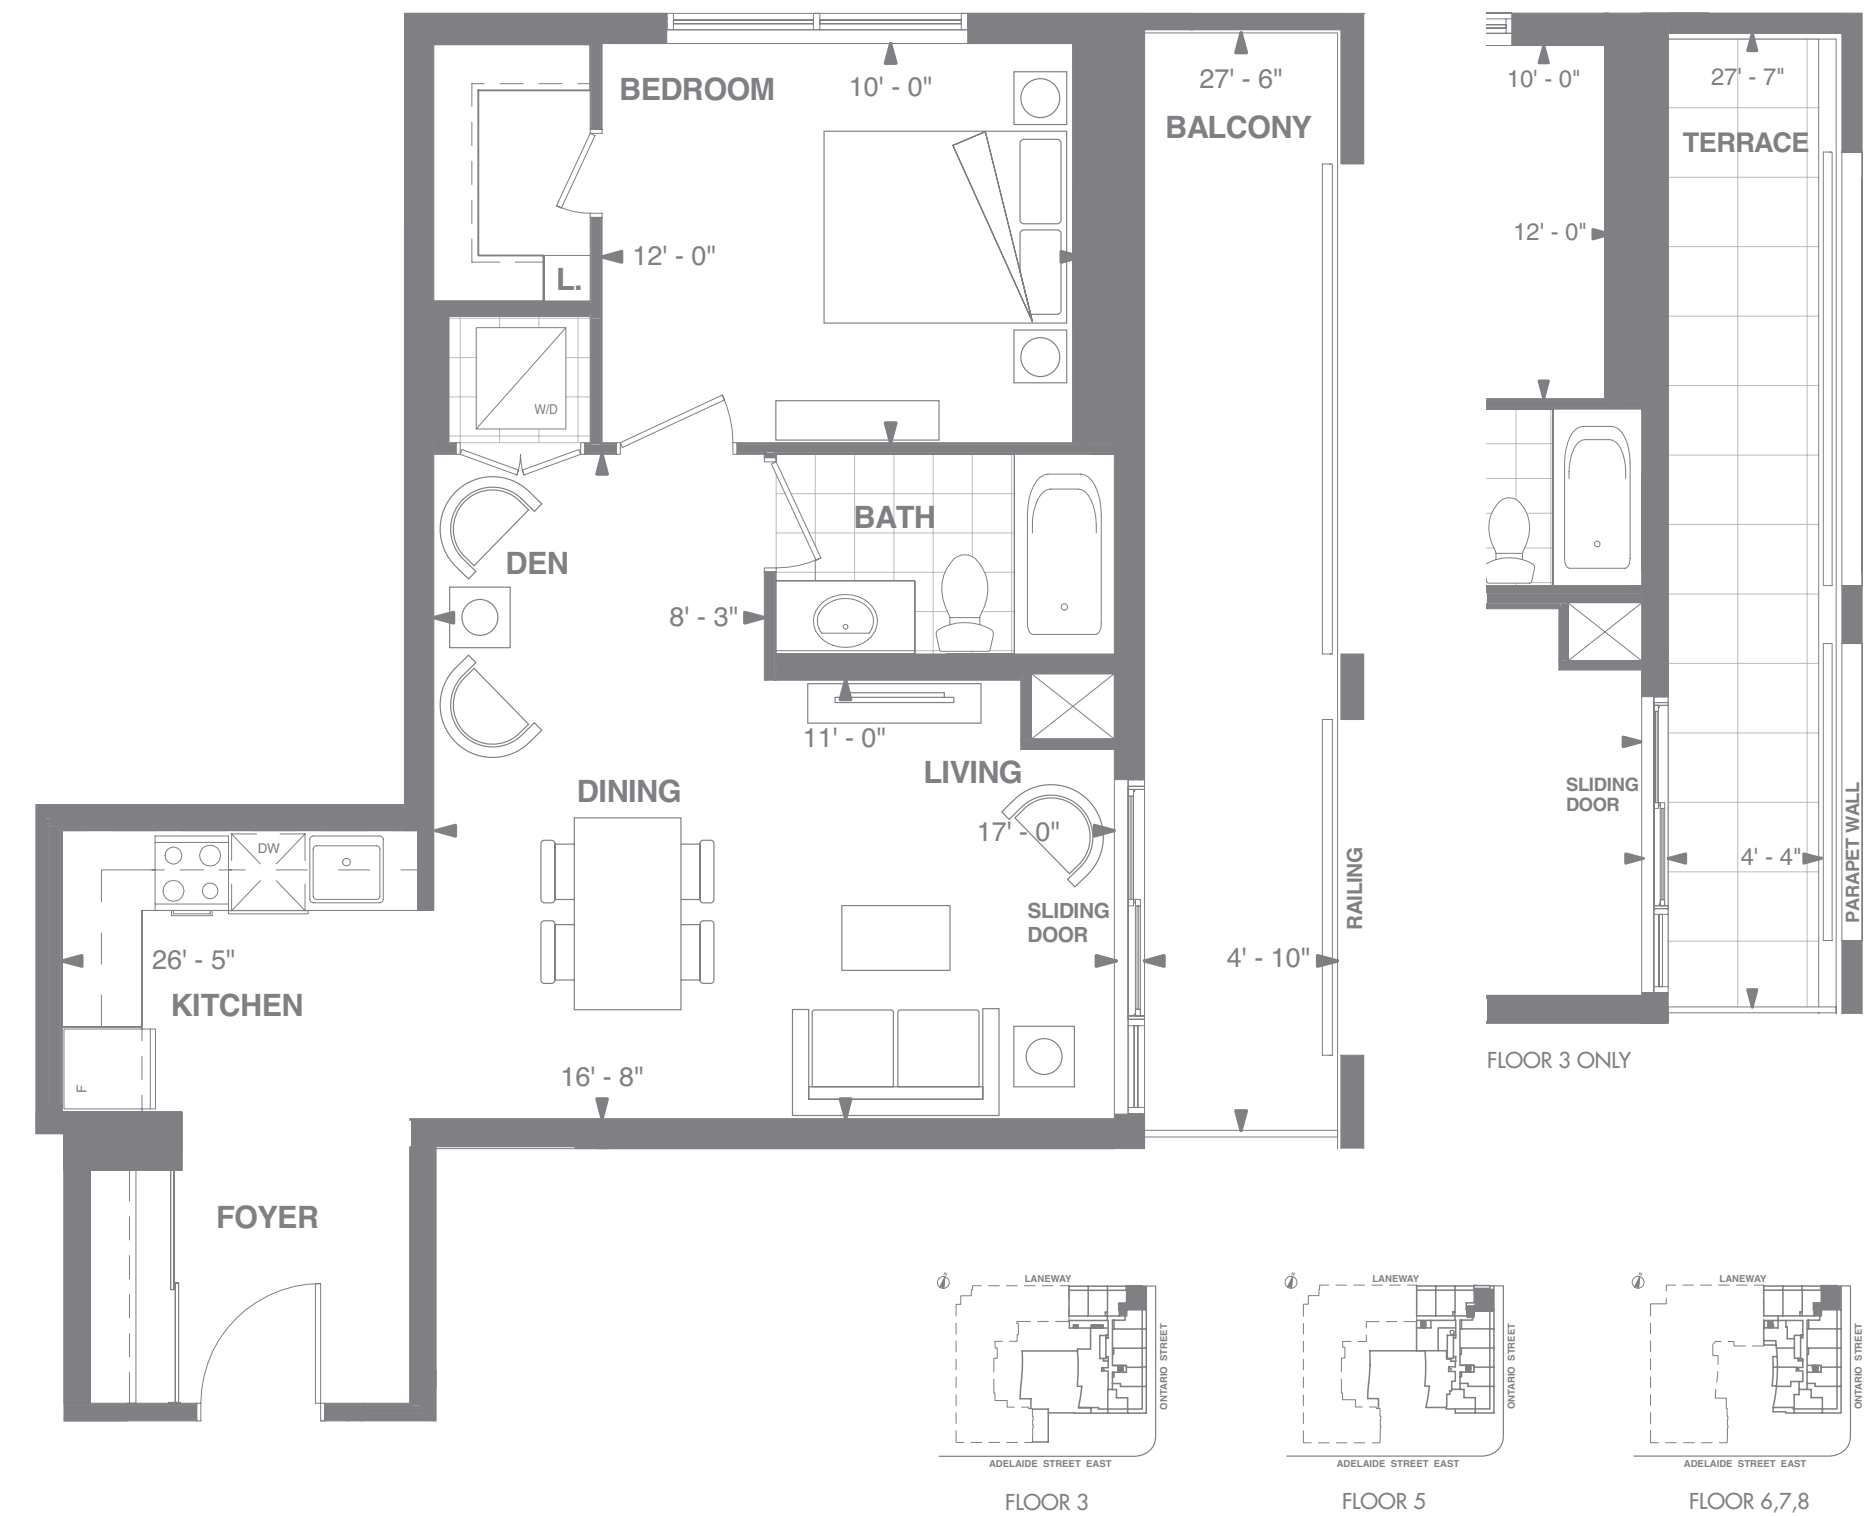 BEDROOM
10' - 0"
12' - 0"
L.
W/D
27' - 6"
BALCONY
BATH
DEN
8' - 3"
11' - 0"
LIVING
DINING
17' - 0"
DW
SLIDING
DOOR
RAILING
4' - 10"
26' - 5"
KITCHEN
F
16' - 8"
FOYER
10' - 0"
27' - 7"
TERRACE
12' - 0"
SLIDING
DOOR
4' - 4"
PARAPET WALL
FLOOR 3 ONLY
N
LANEWAY
ONTARIO STREET
ADELAIDE STREET EAST
FLOOR 3
N
LANEWAY
ONTARIO STREET
ADELAIDE STREET EAST
FLOOR 5
N
LANEWAY
ONTARIO STREET
ADELAIDE STREET EAST
FLOOR 6,7,8